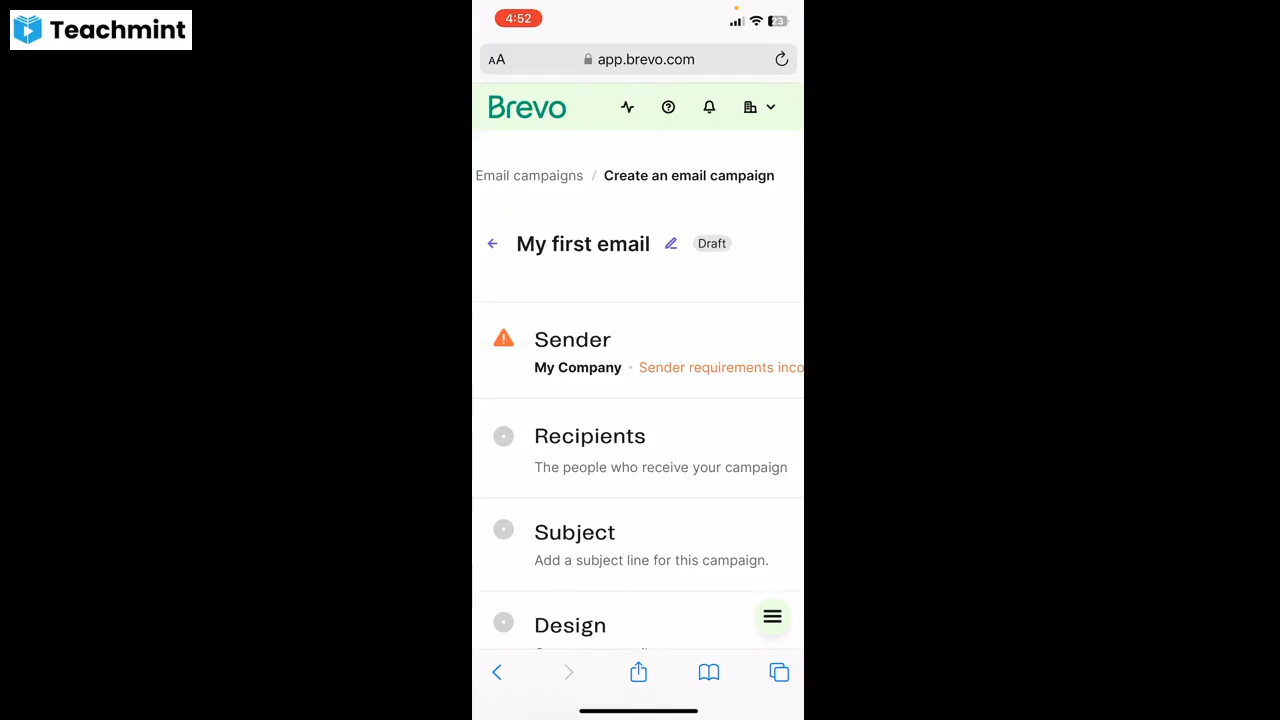 Teachmint
4:52
23
AA app.brevo.com
Brevo
Email campaigns / Create an email campaign
My first email Draft
Sender
My Company • Sender requirements inco
Recipients
The people who receive your campaign
Subject
Add a subject line for this campaign.
Design